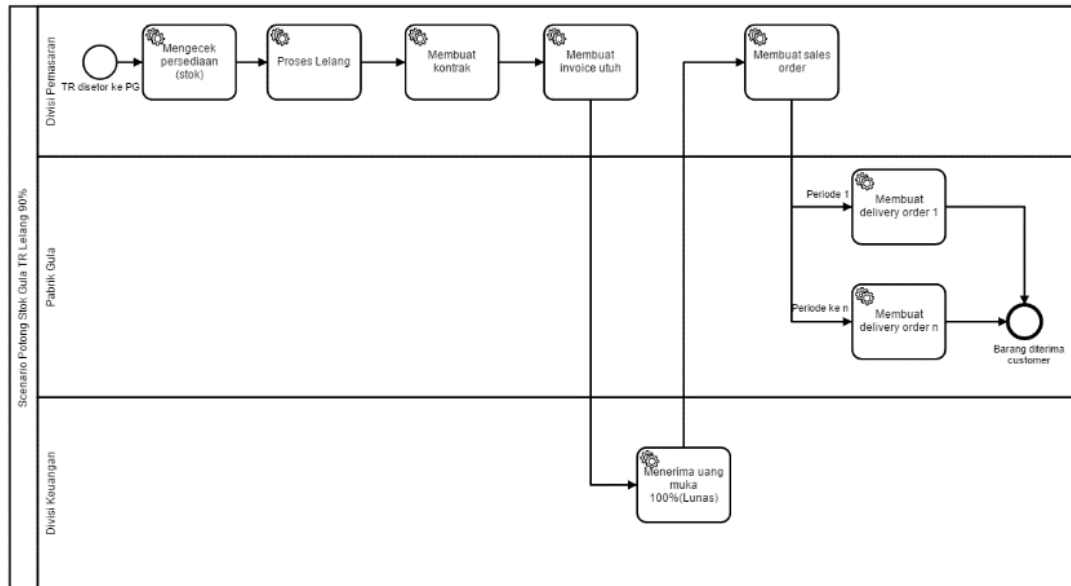 Scenario Potong Stok Gula TR Lelang 90%
Divisi Pemasaran
TR disetor ke PG
Mengecek
persediaan
(stok)
Proses Lelang
Membuat
kontrak
Membuat
invoice utuh
Membuat sales
order
Pabrik Gula
Periode 1
Membuat
delivery order 1
Periode ke n
Membuat
delivery order n
Barang diterima
customer
Divisi Keuangan
Menerima uang
muka
100%(Lunas)